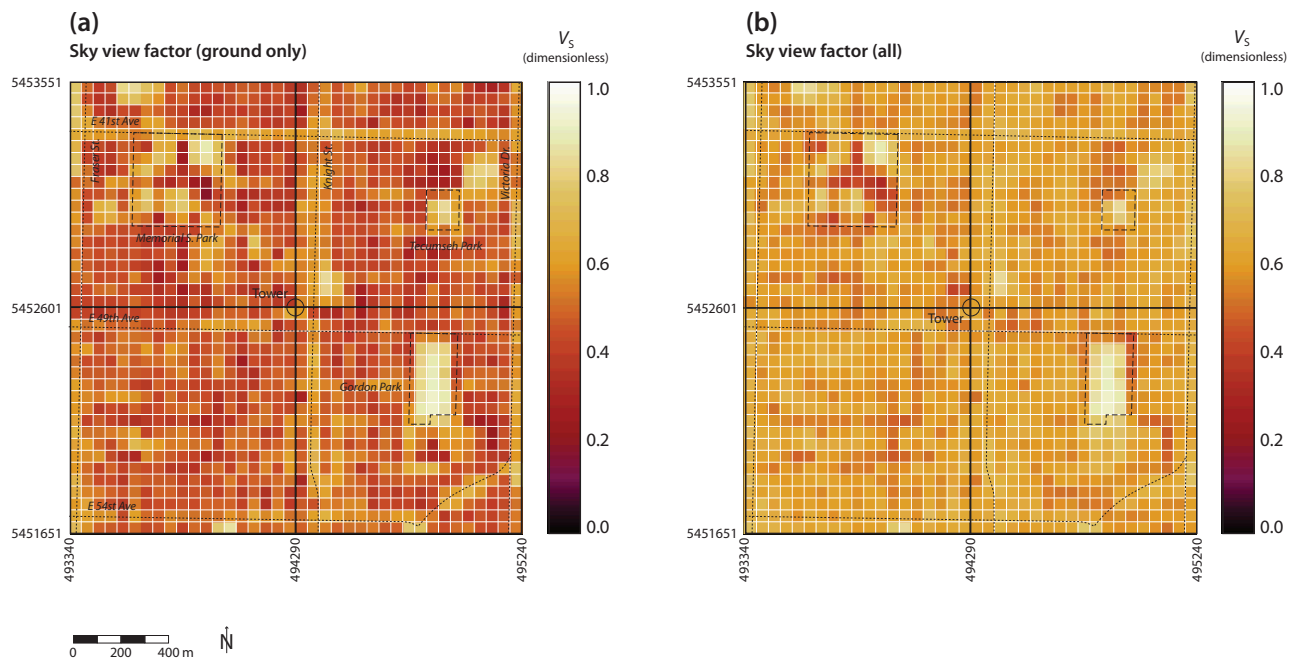 (a)
Sky view factor (ground only)
VS
(dimensionless)
5453551
5452601
5451651
493340
494290
495240
E 41st Ave
Fraser St.
Knight St.
Victoria Dr.
Memorial S. Park
Tecumseh Park
Tower
E 49th Ave
Gordon Park
E 54st Ave
1.0
0.8
0.6
0.4
0.2
0.0
0 200 400 m
N
(b)
Sky view factor (all)
VS
(dimensionless)
5453551
5452601
5451651
493340
494290
495240
Tower
1.0
0.8
0.6
0.4
0.2
0.0